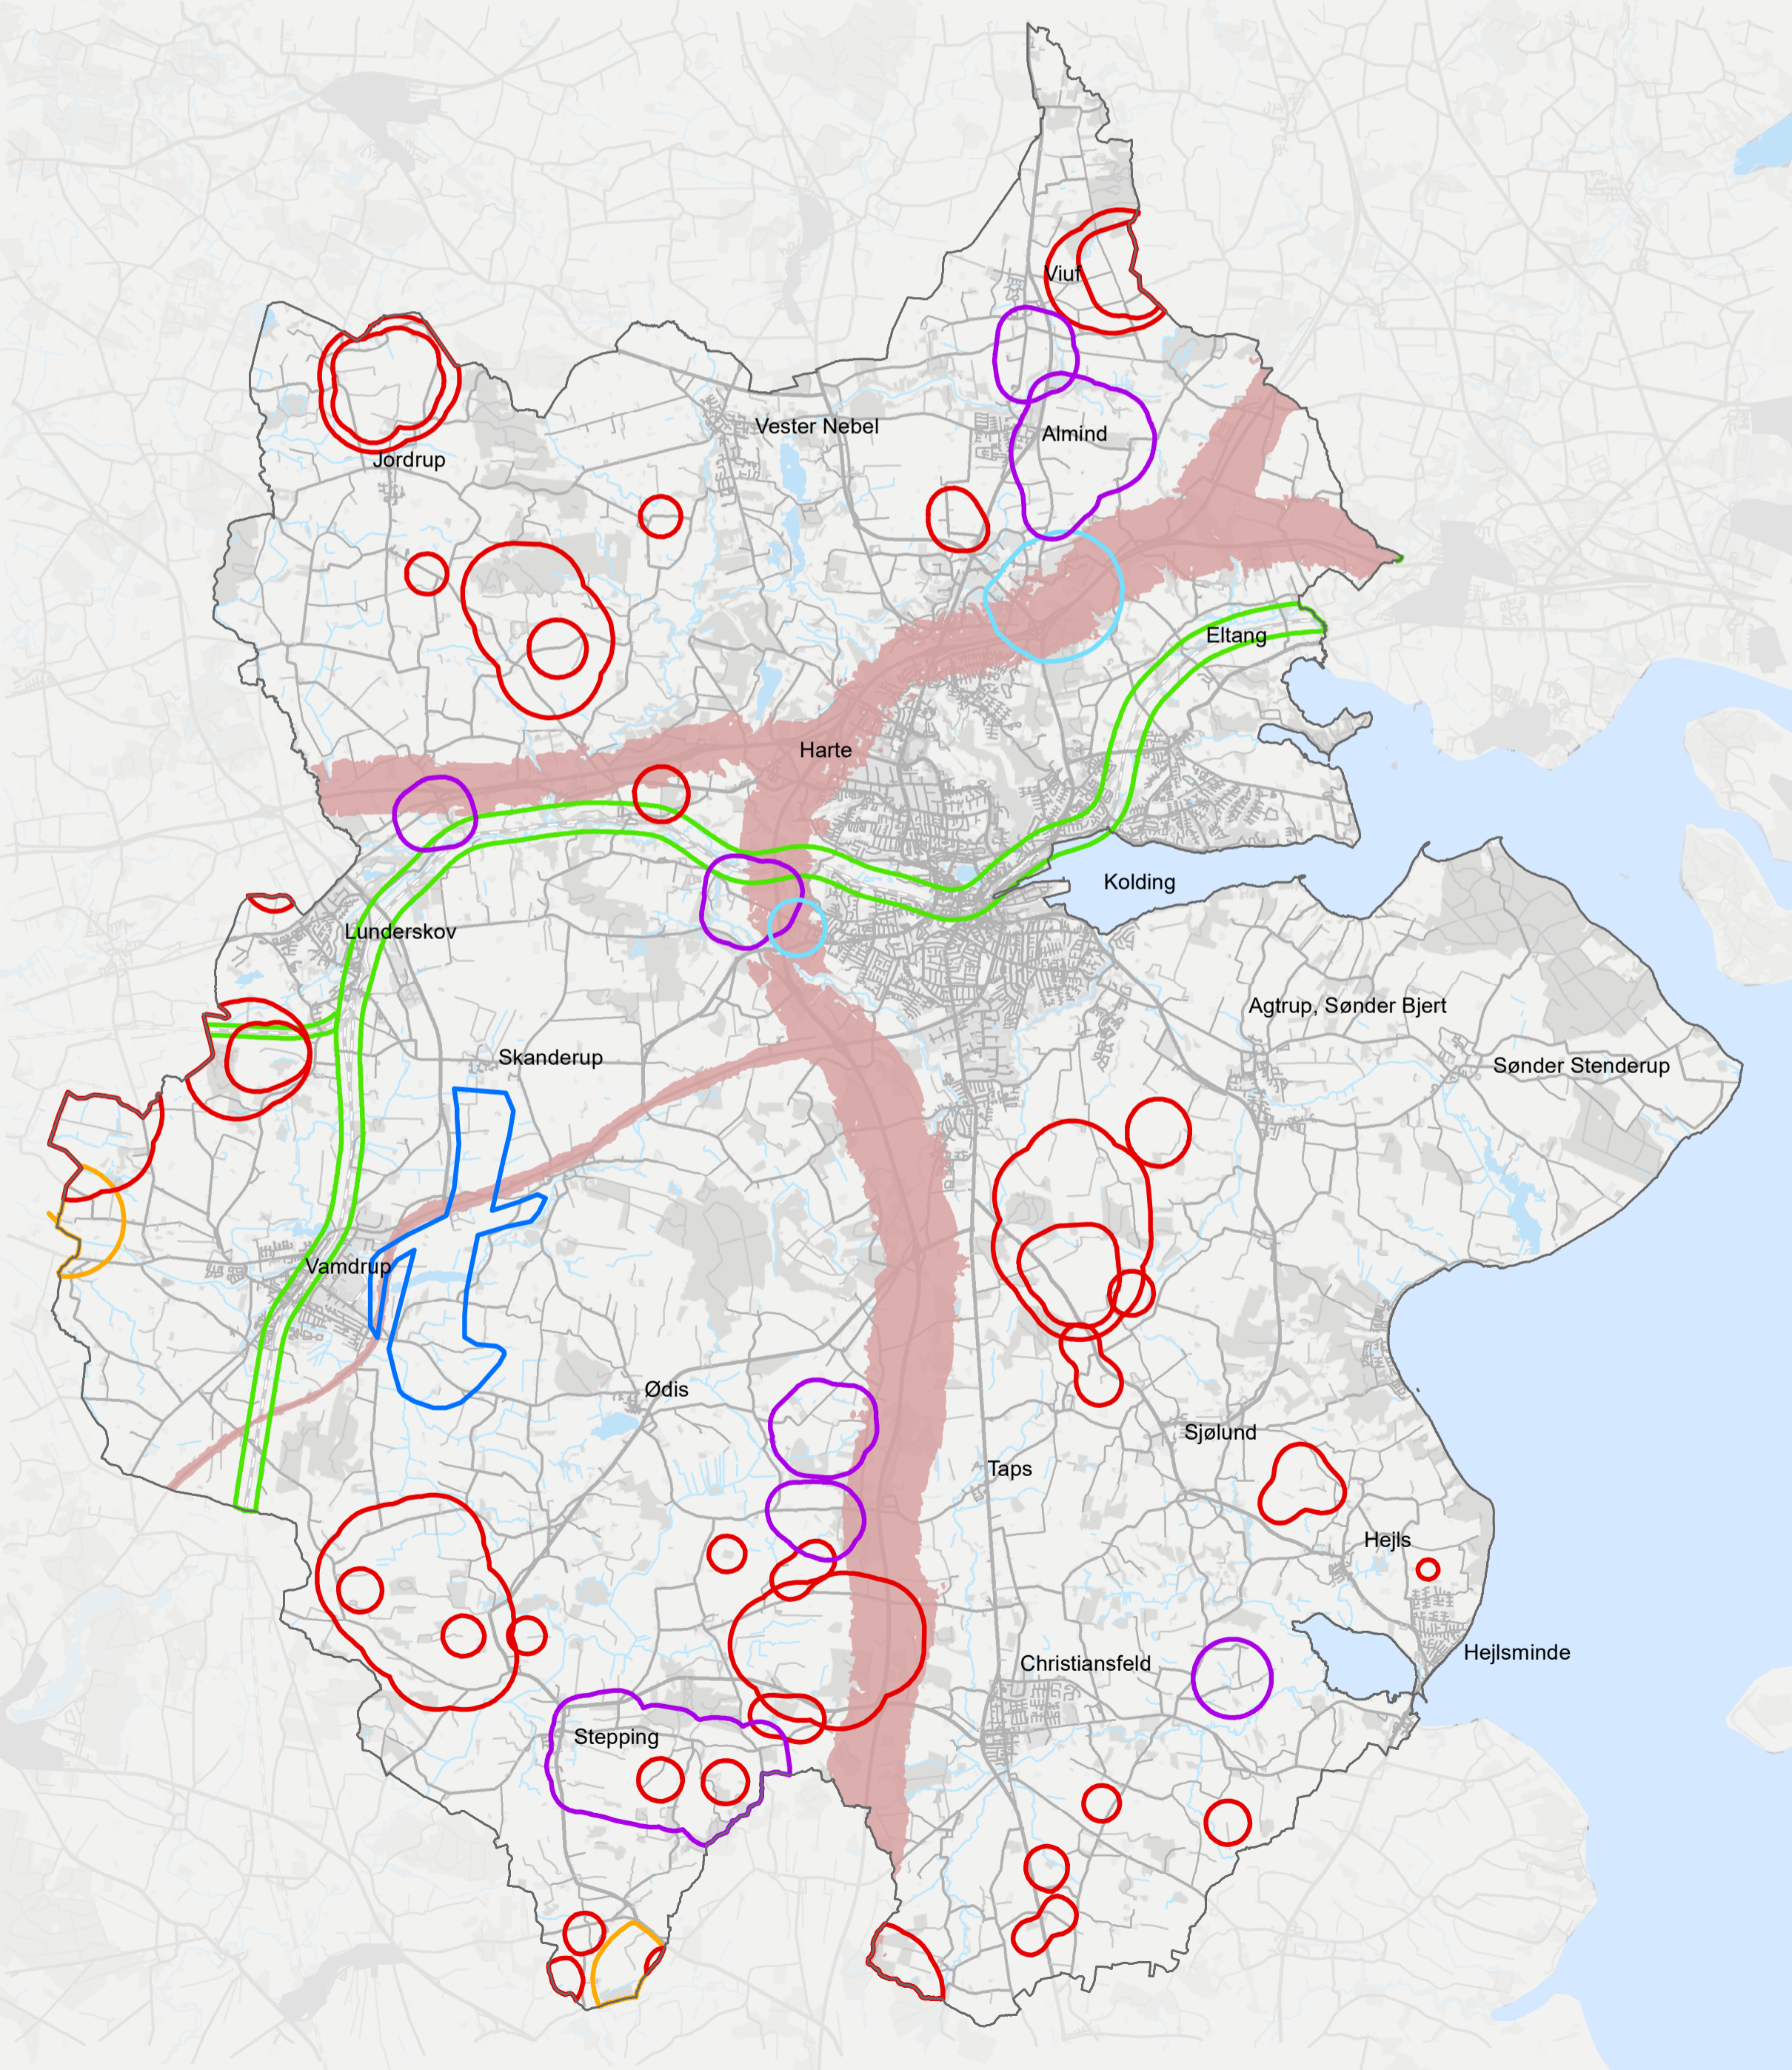 Viuf
Vester Nebel
Almind
Jordrup
Eltang
Harte
Kolding
Lunderskov
Agtrup, Sønder Bjert
Skanderup
Sønder Stenderup
Vamdrup
Ødis
Sjølund
Taps
Hejls
Hejlsminde
Christiansfeld
Stepping